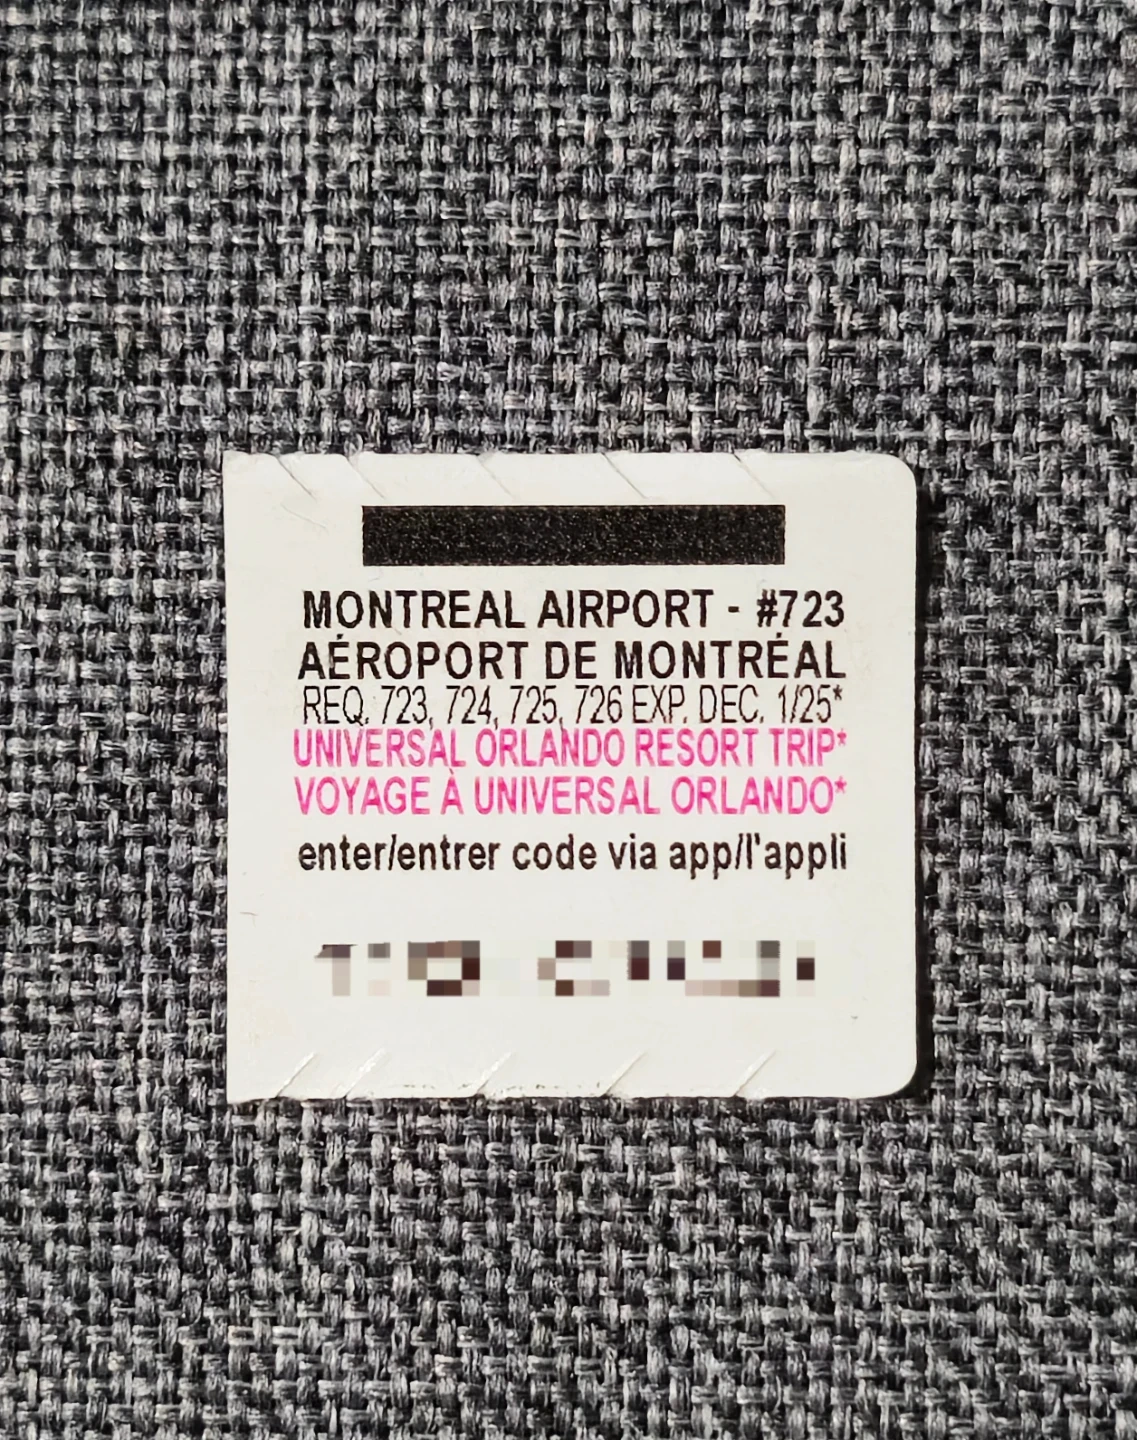 MONTREAL AIRPORT - #723
AÉROPORT DE MONTRÉAL
REQ. 723, 724, 725, 726 EXP. DEC. 1/25*
UNIVERSAL ORLANDO RESORT TRIP*
VOYAGE À UNIVERSAL ORLANDO*
enter/entrer code via app/l'appli